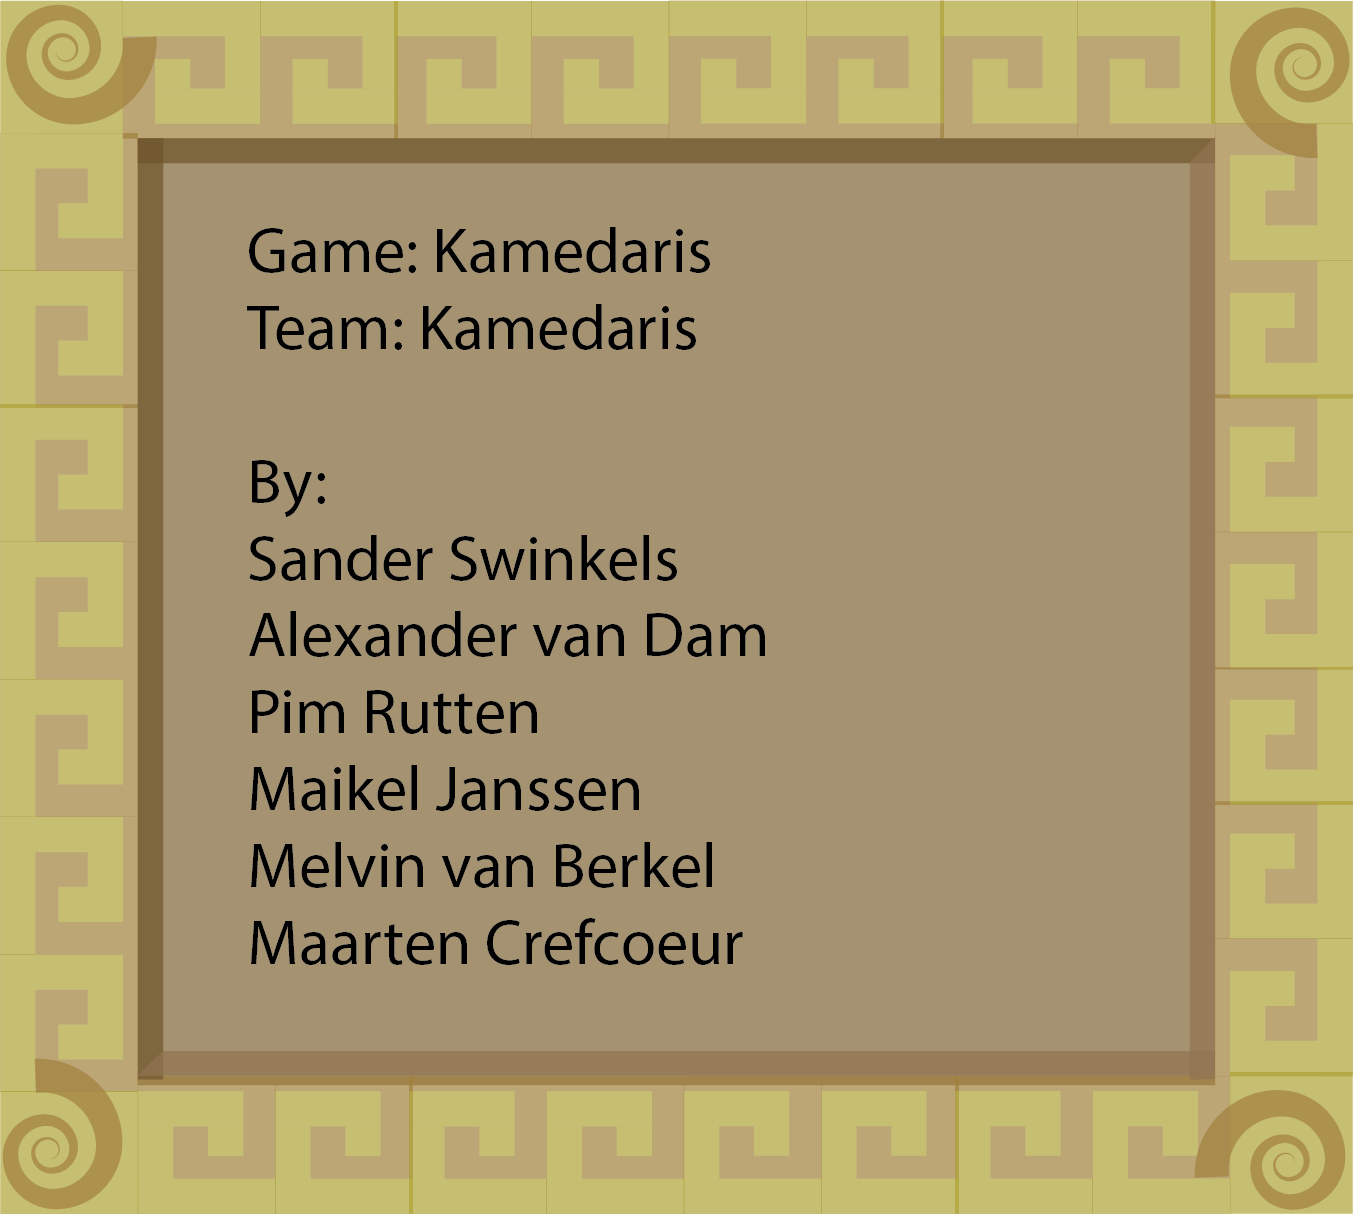 Game: Kamedaris
Team: Kamedaris
By:
Sander Swinkels
Alexander van Dam
Pim Rutten
Maikel Janssen
Melvin van Berkel
Maarten Crefcoeur